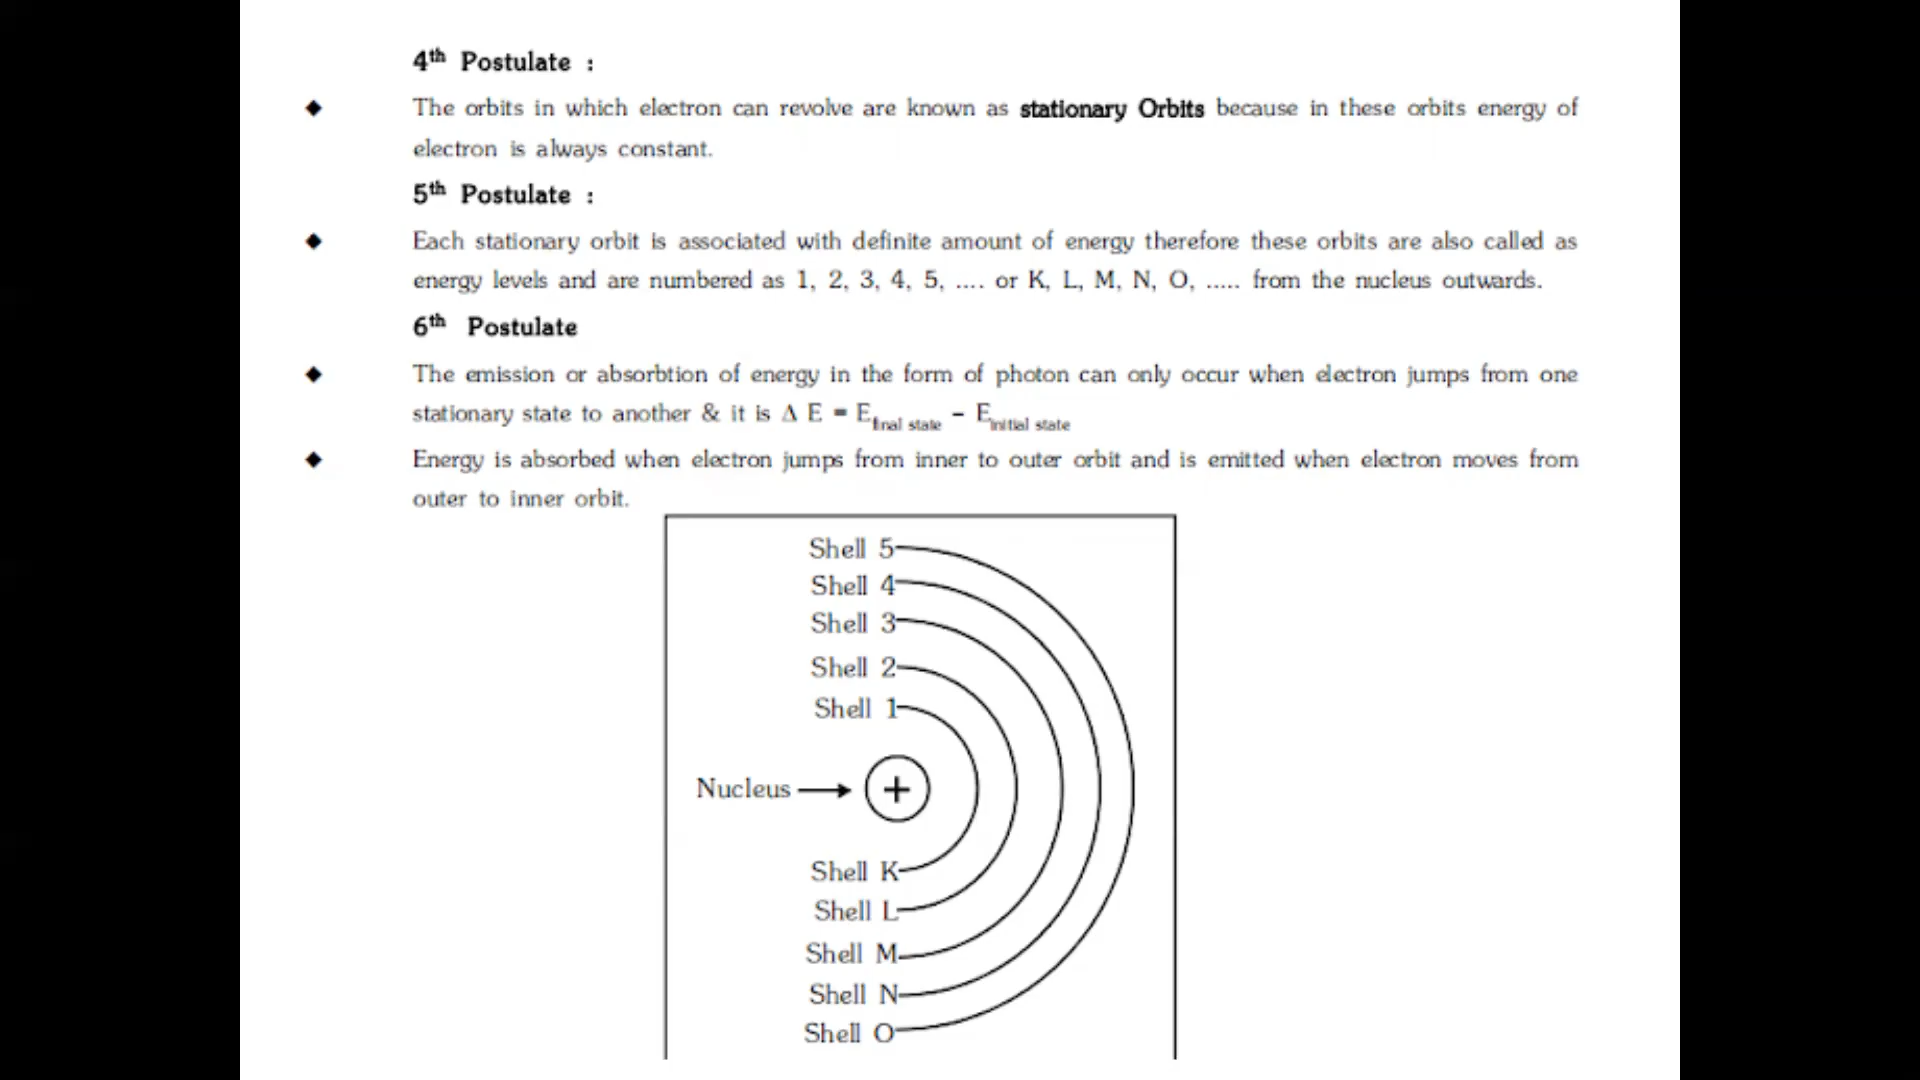 4th Postulate :
◆ The orbits in which electron can revolve are known as stationary Orbits because in these orbits energy of
electron is always constant.
5th Postulate :
◆ Each stationary orbit is associated with definite amount of energy therefore these orbits are also called as
energy levels and are numbered as 1, 2, 3, 4, 5, .... or K, L, M, N, O, ..... from the nucleus outwards.
6th Postulate
◆ The emission or absorbtion of energy in the form of photon can only occur when electron jumps from one
stationary state to another & it is Δ E = E final state – E initial state
◆ Energy is absorbed when electron jumps from inner to outer orbit and is emitted when electron moves from
outer to inner orbit.
Shell 5
Shell 4
Shell 3
Shell 2
Shell 1
Nucleus +
Shell K
Shell L
Shell M
Shell N
Shell O